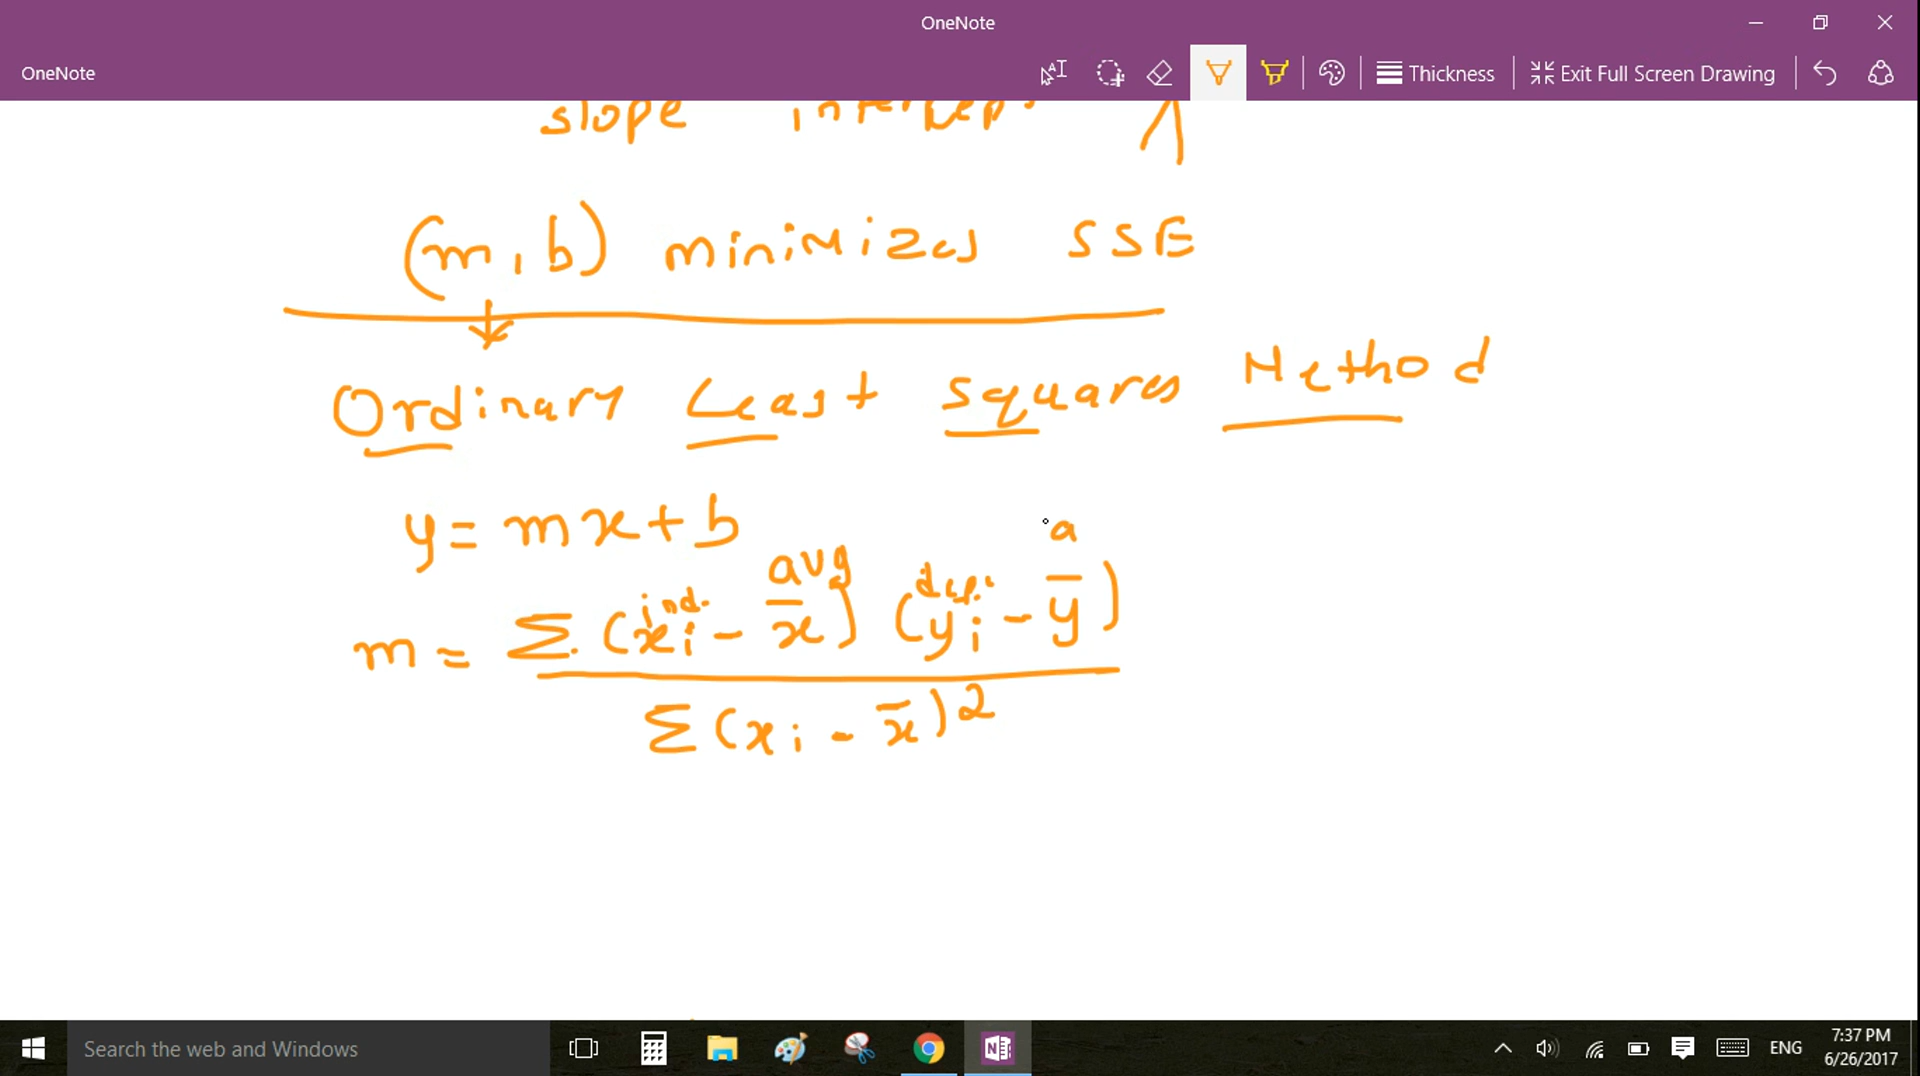 OneNote
OneNote
Thickness
Exit Full Screen Drawing
slope intercept
(m, b) minimizes SSE
Ordinary Least Squares Method
y = mx + b
avg a
ind. dep.
m = Σ (xi - x̄) (yi - ȳ)
Σ (xi - x̄)2
Search the web and Windows
ENG
7:37 PM
6/26/2017